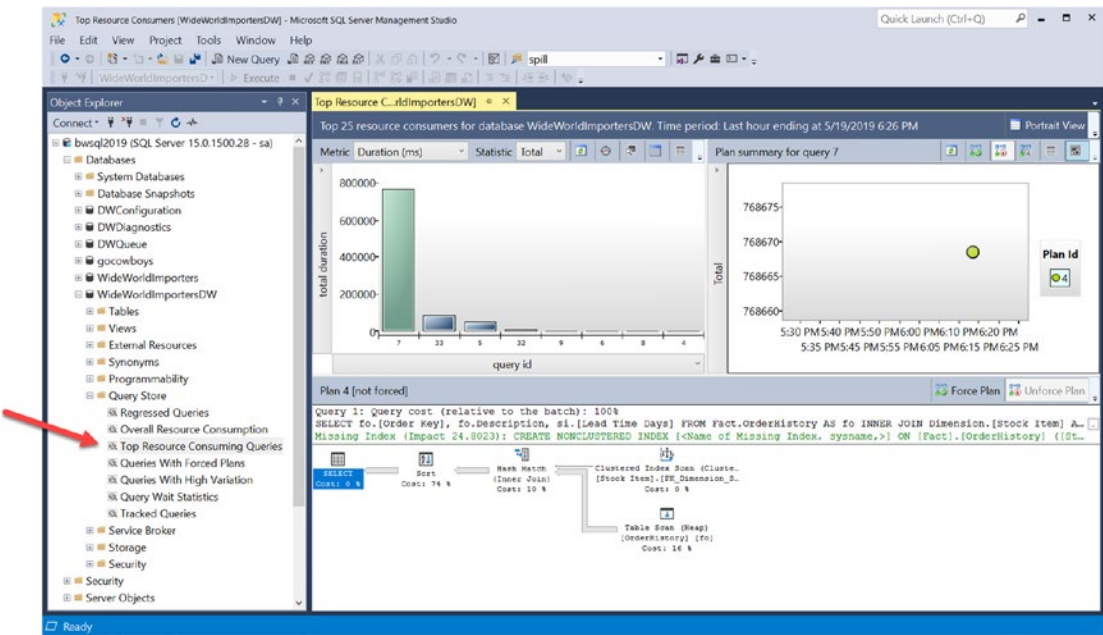 Top Resource Consumers [WideWorldImportersDW] - Microsoft SQL Server Management Studio
Quick Launch (Ctrl+Q)
File Edit View Project Tools Window Help
New Query spill
WideWorldImportersD Execute
Object Explorer
Connect
bwsql2019 (SQL Server 15.0.1500.28 - sa)
Databases
System Databases
Database Snapshots
DWConfiguration
DWDiagnostics
DWQueue
gocowboys
WideWorldImporters
WideWorldImportersDW
Tables
Views
External Resources
Synonyms
Programmability
Query Store
Regressed Queries
Overall Resource Consumption
Top Resource Consuming Queries
Queries With Forced Plans
Queries With High Variation
Query Wait Statistics
Tracked Queries
Service Broker
Storage
Security
Security
Server Objects
Top Resource C...rldImportersDW]
Top 25 resource consumers for database WideWorldImportersDW. Time period: Last hour ending at 5/19/2019 6:26 PM
Portrait View
Metric Duration (ms) Statistic Total
800000
600000
400000
200000
0
total duration
7 33 5 32 9 6 8 4
query id
Plan summary for query 7
768675
768670
768665
768660
Total
5:30 PM 5:40 PM 5:50 PM 6:00 PM 6:10 PM 6:20 PM
5:35 PM 5:45 PM 5:55 PM 6:05 PM 6:15 PM 6:25 PM
Plan Id
4
Plan 4 [not forced]
Force Plan Unforce Plan
Query 1: Query cost (relative to the batch): 100%
SELECT fo.[Order Key], fo.Description, si.[Lead Time Days] FROM Fact.OrderHistory AS fo INNER JOIN Dimension.[Stock Item] A…
Missing Index (Impact 24.8023): CREATE NONCLUSTERED INDEX [<Name of Missing Index, sysname,>] ON [Fact].[OrderHistory] ([St…
SELECT
Cost: 0 %
Sort
Cost: 74 %
Hash Match
(Inner Join)
Cost: 10 %
Clustered Index Scan (Cluste…
[Stock Item].[PK_Dimension_S…
Cost: 0 %
Table Scan (Heap)
[OrderHistory] [fo]
Cost: 16 %
Ready